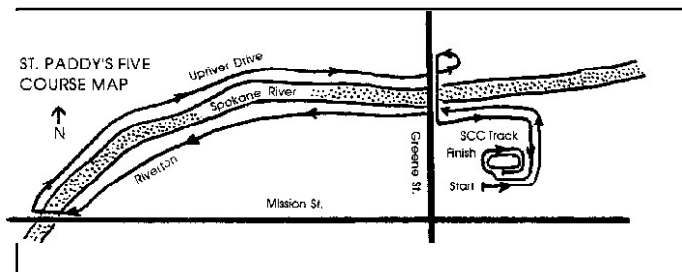 ST. PADDY'S FIVE
COURSE MAP
N
Upriver Drive
Spokane River
Riverton
Greene St.
SCC Track
Finish
Start
Mission St.